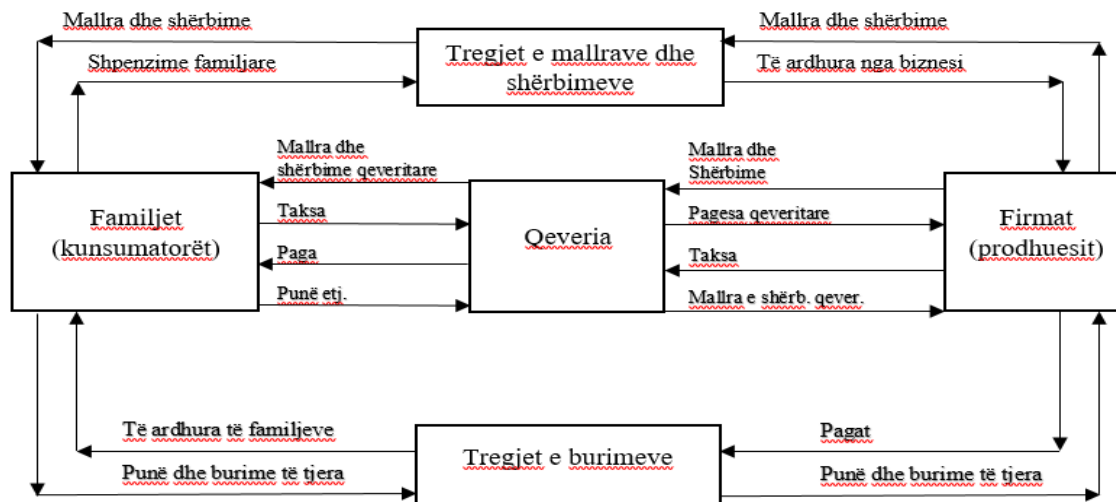 Mallra dhe shërbime
Mallra dhe shërbime
Tregjet e mallrave dhe
shërbimeve
Shpenzime familjare
Të ardhura nga biznesi
Mallra dhe
shërbime qeveritare
Mallra dhe
Shërbime
Familjet
(kunsumatorët)
Taksa
Qeveria
Pagesa qeveritare
Firmat
(prodhuesit)
Paga
Taksa
Punë etj.
Mallra e shërb. qever.
Të ardhura të familjeve
Tregjet e burimeve
Pagat
Punë dhe burime të tjera
Punë dhe burime të tjera